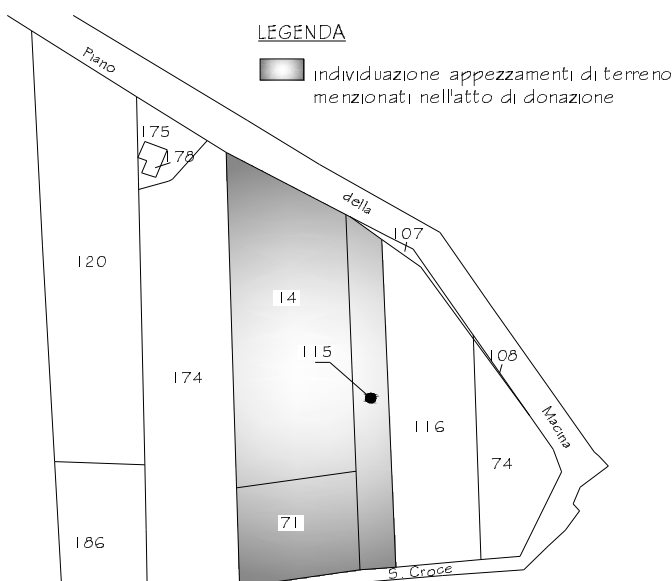 LEGENDA
individuazione appezzamenti di terreno
menzionati nell'atto di donazione
Piano
175
178
della
107
120
14
115
108
174
116
Macina
74
71
186
S. Croce